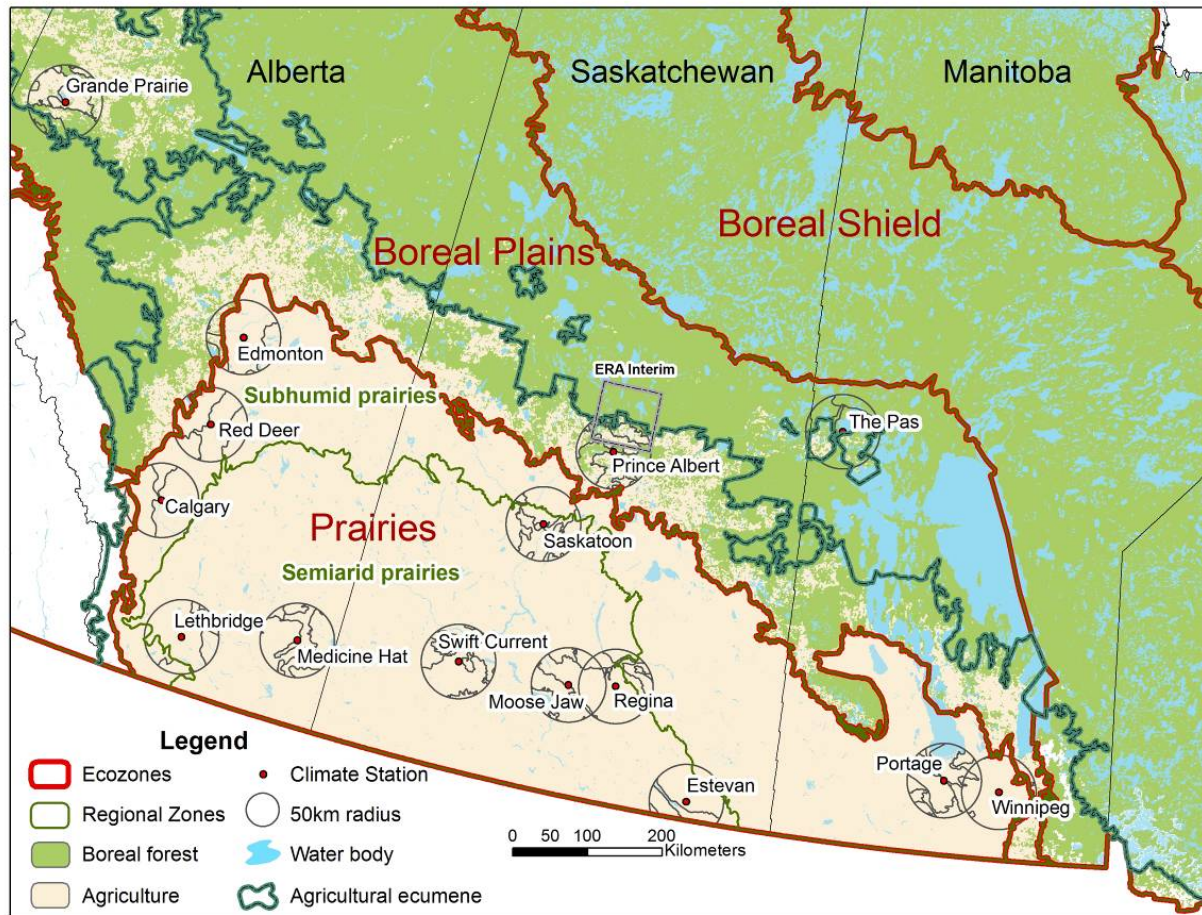 Alberta
Saskatchewan
Manitoba
Grande Prairie
Boreal Shield
Boreal Plains
Edmonton
ERA Interim
Subhumid prairies
Red Deer
The Pas
Prince Albert
Calgary
Prairies
Saskatoon
Semiarid prairies
Lethbridge
Medicine Hat
Swift Current
Moose Jaw
Regina
Portage
Estevan
Winnipeg
Legend
Ecozones
Climate Station
Regional Zones
50km radius
Boreal forest
Water body
Agriculture
Agricultural ecumene
0 50 100 200
Kilometers